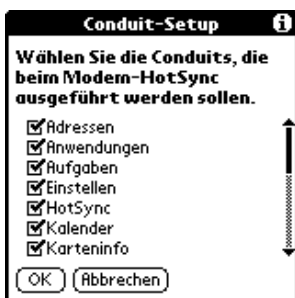 Conduit-Setup
Wählen Sie die Conduits, die
beim Modem-HotSync
ausgeführt werden sollen.
Adressen
Anwendungen
Aufgaben
Einstellen
HotSync
Kalender
Karteninfo
OK Abbrechen